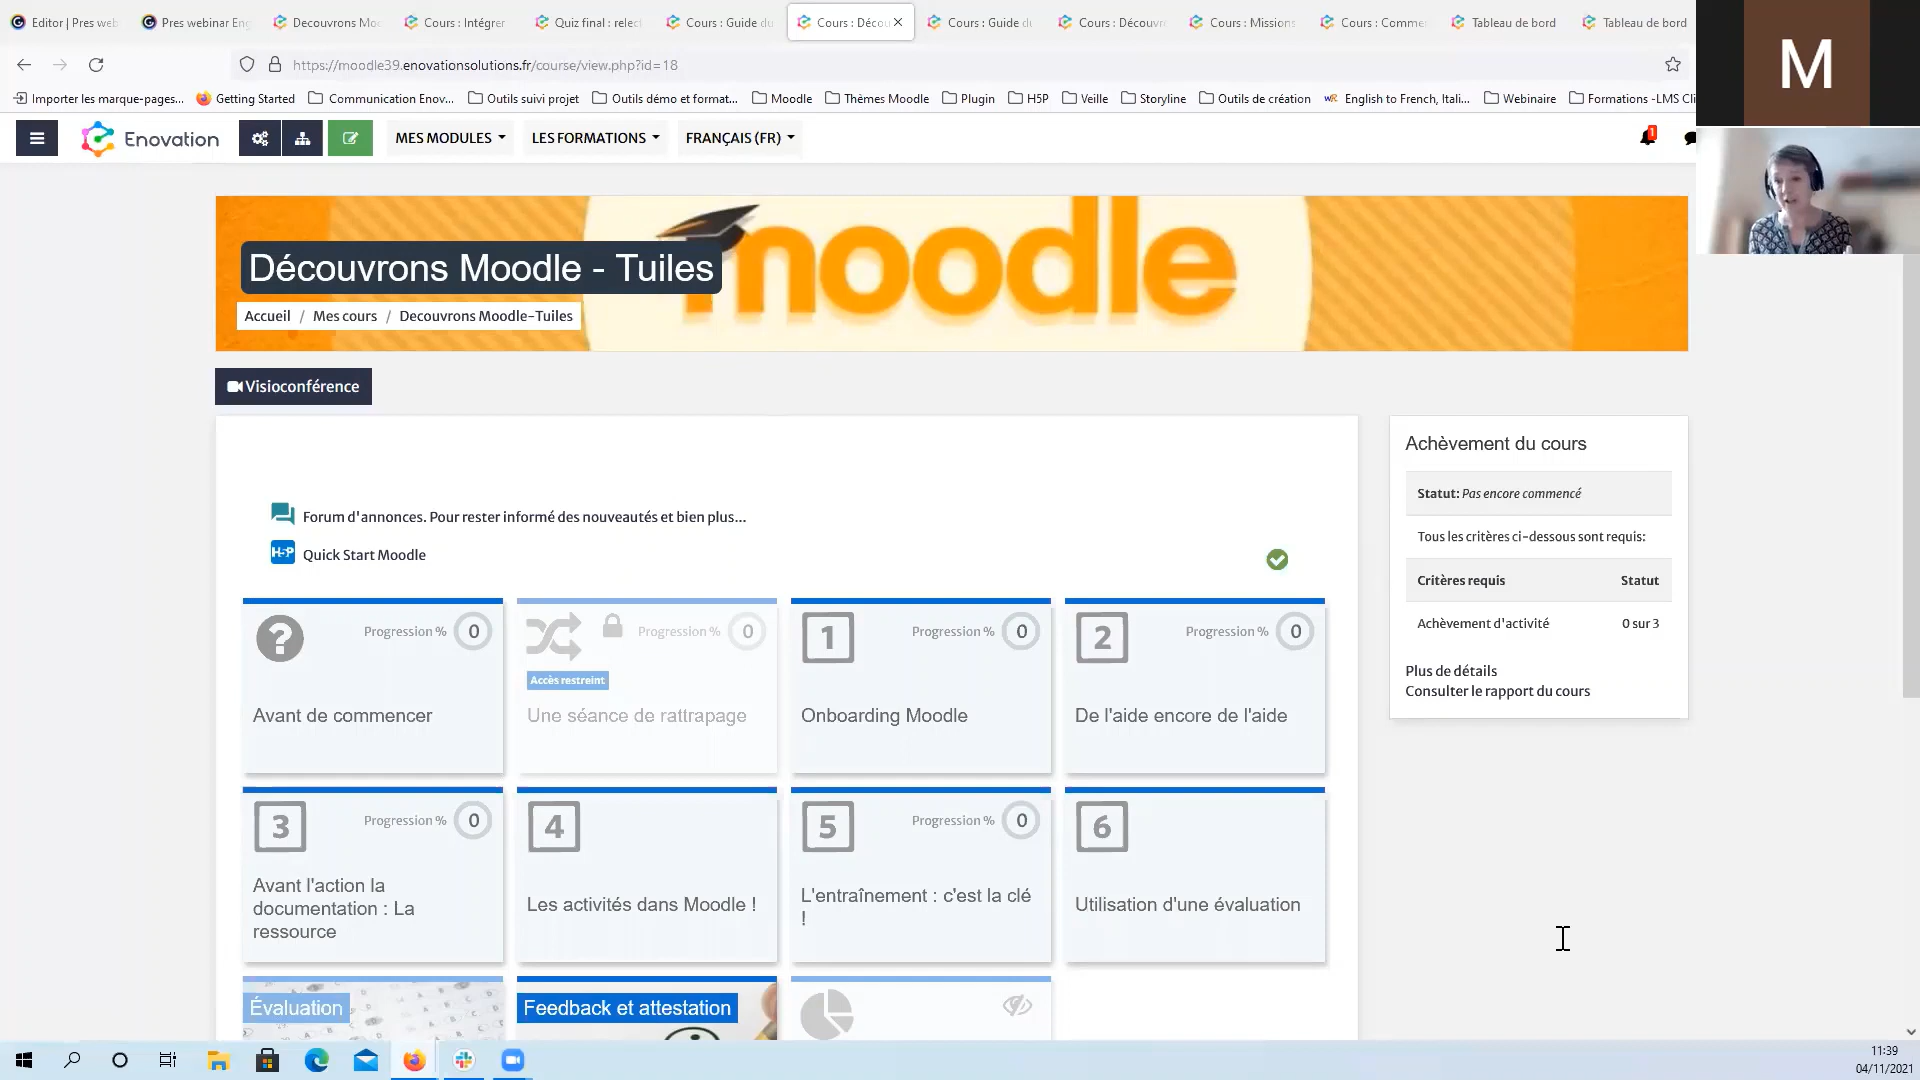 Editor | Pres web
Pres webinar Eng
Decouvrons Moo
Cours : Intégrer
Quiz final : relect
Cours : Guide du
Cours : Décou
Cours : Guide du
Cours : Découvr
Cours : Missions
Cours : Comme
Tableau de bord
Tableau de bord
https://moodle39.enovationsolutions.fr/course/view.php?id=18
Importer les marque-pages...
Getting Started
Communication Enov...
Outils suivi projet
Outils démo et format...
Moodle
Thèmes Moodle
Plugin
H5P
Veille
Storyline
Outils de création
English to French, Itali...
Webinaire
Formations -LMS Cli
M
Enovation
MES MODULES
LES FORMATIONS
FRANÇAIS (FR)
1
moodle
Découvrons Moodle - Tuiles
Accueil / Mes cours / Decouvrons Moodle-Tuiles
Visioconférence
Forum d'annonces. Pour rester informé des nouveautés et bien plus...
H5P Quick Start Moodle
? Progression % 0
Avant de commencer
Progression % 0
Accès restreint
Une séance de rattrapage
1 Progression % 0
Onboarding Moodle
2 Progression % 0
De l'aide encore de l'aide
3 Progression % 0
Avant l'action la
documentation : La
ressource
4
Les activités dans Moodle !
5 Progression % 0
L'entraînement : c'est la clé
!
6
Utilisation d'une évaluation
Évaluation
Feedback et attestation
Achèvement du cours
Statut: Pas encore commencé
Tous les critères ci-dessous sont requis:
Critères requis Statut
Achèvement d'activité 0 sur 3
Plus de détails
Consulter le rapport du cours
11:39
04/11/2021